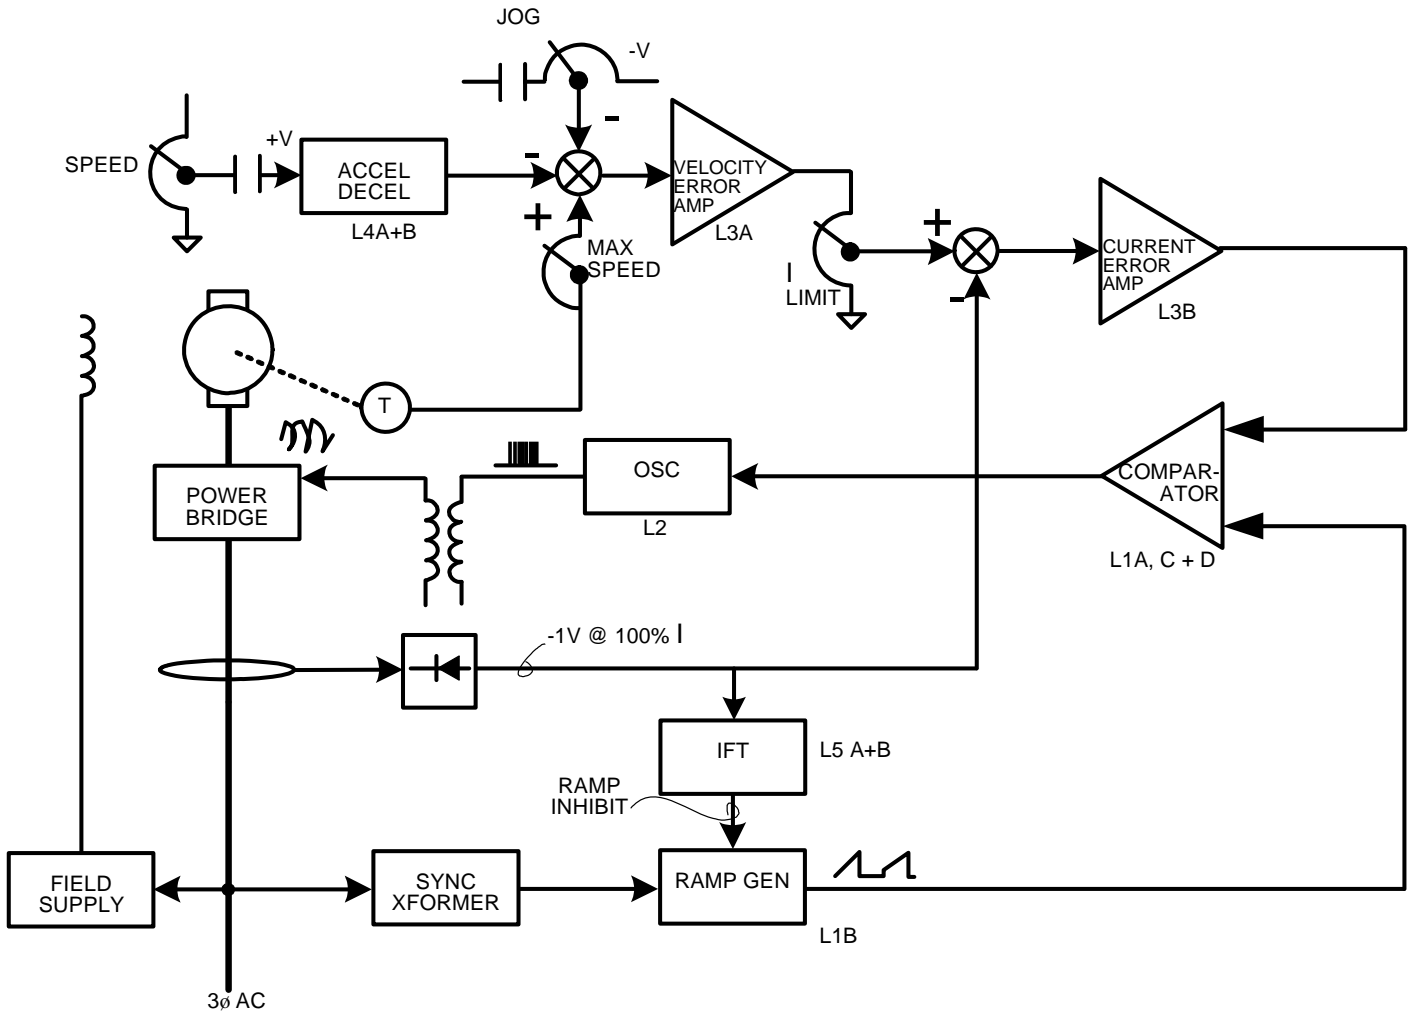 JOG
-V
+V
SPEED
ACCEL
DECEL
L4A+B
-
-
+
MAX
SPEED
VELOCITY
ERROR
AMP
L3A
I
LIMIT
+
-
CURRENT
ERROR
AMP
L3B
T
POWER
BRIDGE
OSC
L2
COMPAR-
ATOR
L1A, C + D
-1V @ 100% I
IFT
L5 A+B
RAMP
INHIBIT
FIELD
SUPPLY
SYNC
XFORMER
RAMP GEN
L1B
3ø AC